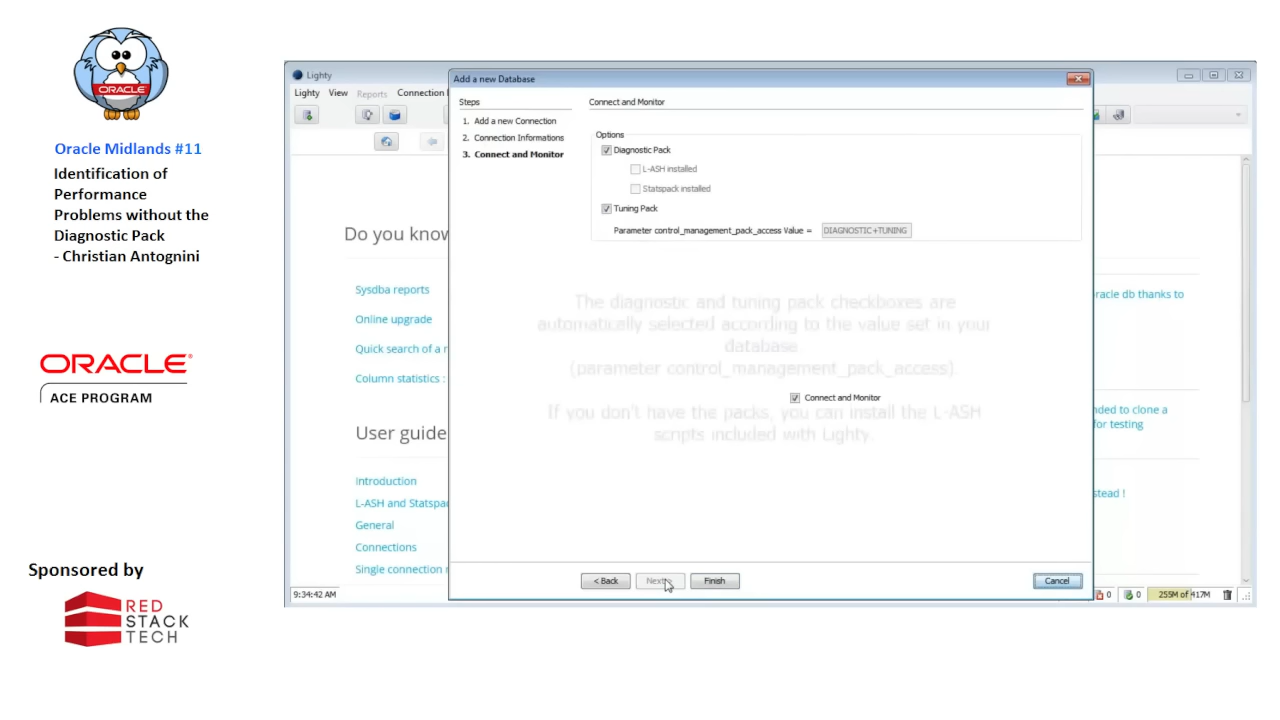 ORACLE
Oracle Midlands #11
Identification of
Performance
Problems without the
Diagnostic Pack
- Christian Antognini
ORACLE
ACE PROGRAM
Sponsored by
RED
STACK
TECH
Lighty
Lighty View Reports Connection
Do you know
Sysdba reports
Online upgrade
Quick search of a
Column statistics :
User guide
Introduction
L-ASH and Statspa
General
Connections
Single connection
9:34:42 AM
Add a new Database
Steps
1. Add a new Connection
2. Connection Informations
3. Connect and Monitor
Connect and Monitor
Options
Diagnostic Pack
L-ASH installed
Statspack installed
Tuning Pack
Parameter control_management_pack_access Value = DIAGNOSTIC+TUNING
The diagnostic and tuning pack checkboxes are
automatically selected according to the value set in your
database.
(parameter control_management_pack_access).
Connect and Monitor
If you don't have the packs, you can install the L-ASH
scripts included with Lighty.
< Back Next > Finish Cancel
racle db thanks to
nded to clone a
for testing
stead !
0 0 255M of 417M